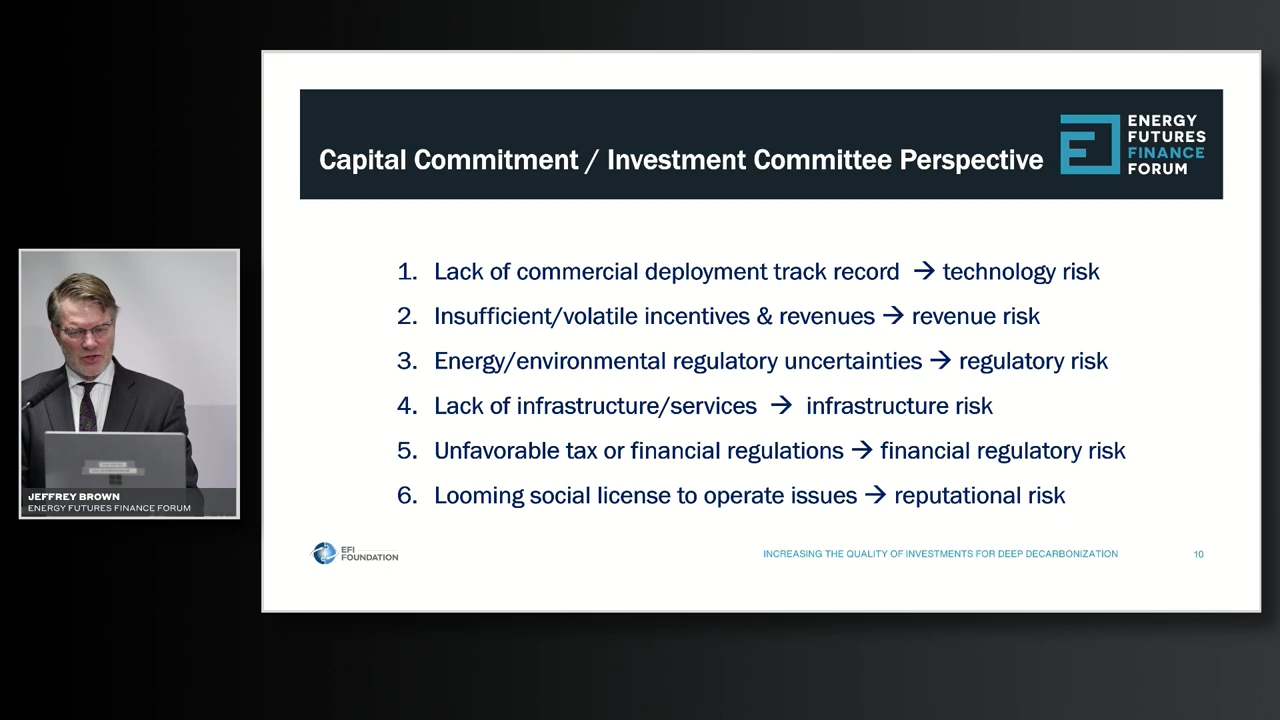 Capital Commitment / Investment Committee Perspective
ENERGY
FUTURES
FINANCE
FORUM
1. Lack of commercial deployment track record → technology risk
2. Insufficient/volatile incentives & revenues → revenue risk
3. Energy/environmental regulatory uncertainties → regulatory risk
4. Lack of infrastructure/services → infrastructure risk
5. Unfavorable tax or financial regulations → financial regulatory risk
6. Looming social license to operate issues → reputational risk
EFI
FOUNDATION
INCREASING THE QUALITY OF INVESTMENTS FOR DEEP DECARBONIZATION
10
JEFFREY BROWN
ENERGY FUTURES FINANCE FORUM